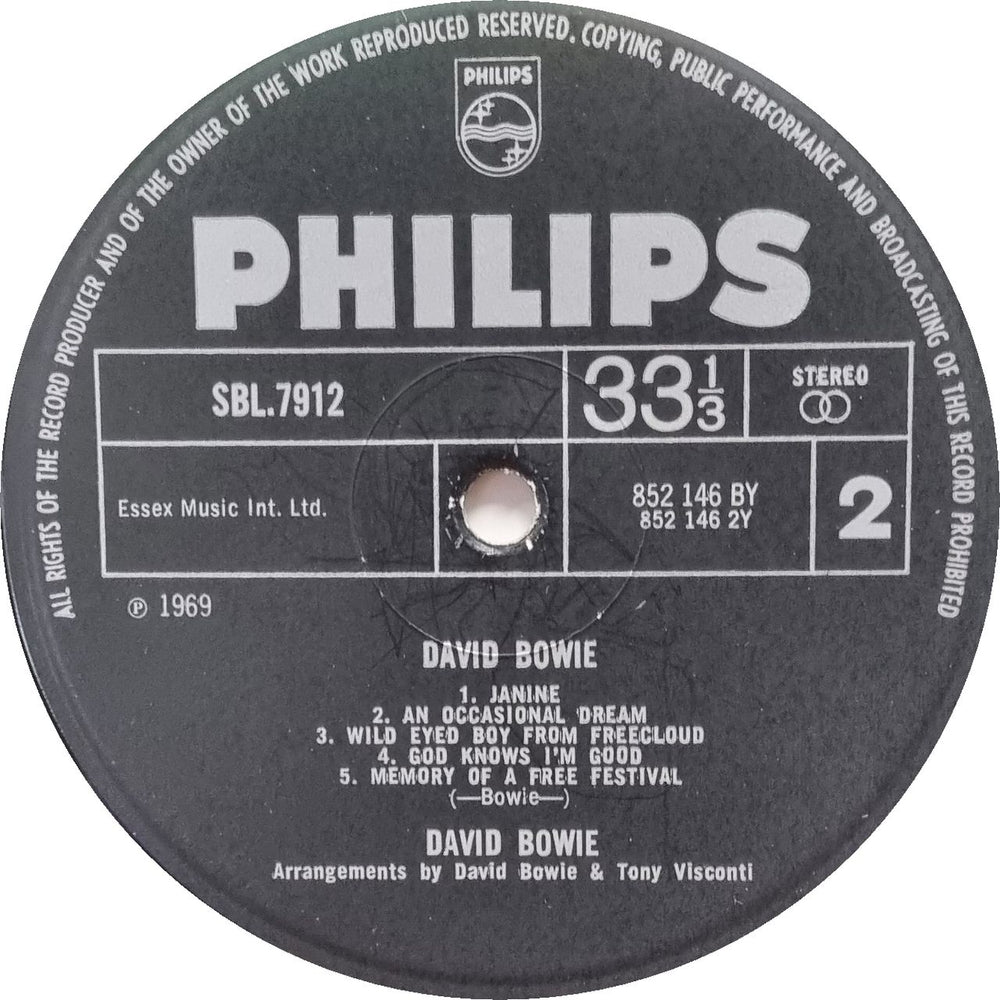 ALL RIGHTS OF THE RECORD PRODUCER AND OF THE OWNER OF THE WORK REPRODUCED RESERVED. COPYING, PUBLIC PERFORMANCE AND BROADCASTING OF THIS RECORD PROHIBITED
PHILIPS
PHILIPS
SBL.7912
33 1/3
STEREO
Essex Music Int. Ltd.
852 146 BY
852 146 2Y
2
℗ 1969
DAVID BOWIE
1. JANINE
2. AN OCCASIONAL DREAM
3. WILD EYED BOY FROM FREECLOUD
4. GOD KNOWS I'M GOOD
5. MEMORY OF A FREE FESTIVAL
(—Bowie—)
DAVID BOWIE
Arrangements by David Bowie & Tony Visconti